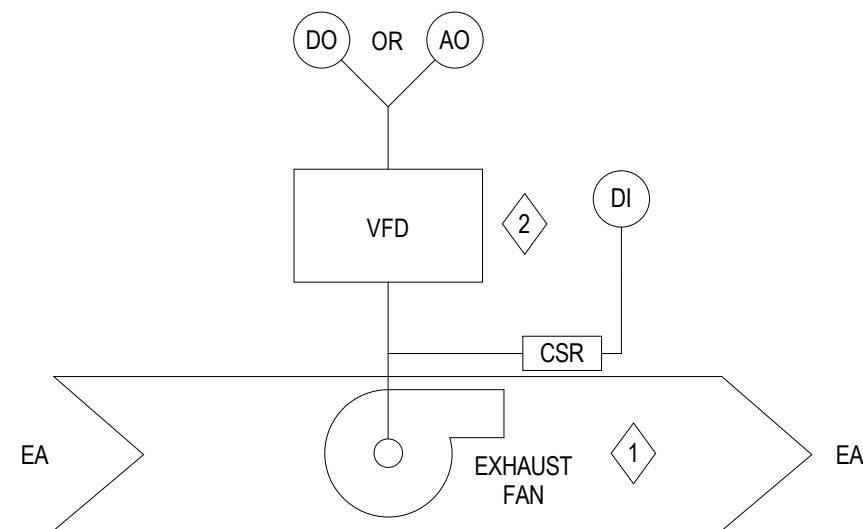 DO OR AO
VFD
2
DI
CSR
EA
EXHAUST
FAN
1
EA